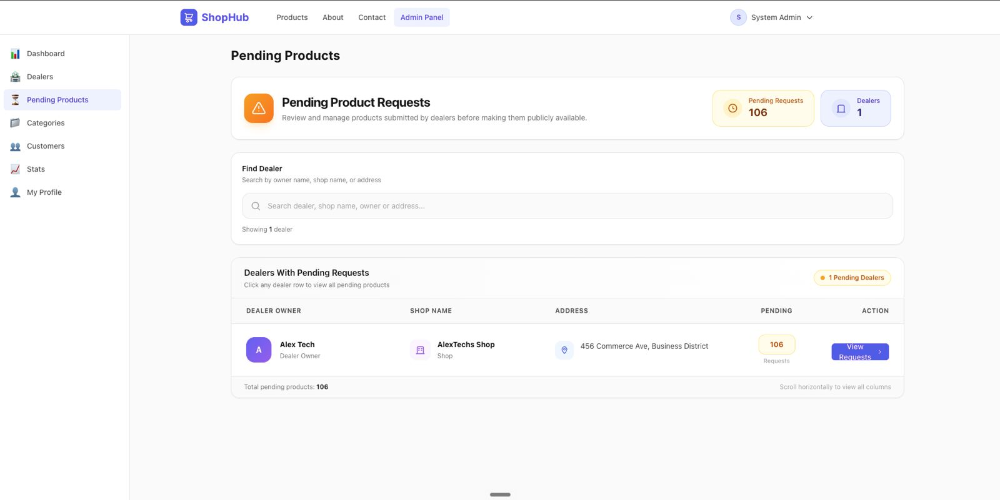 ShopHub
Products
About
Contact
Admin Panel
S
System Admin
Dashboard
Dealers
Pending Products
Categories
Customers
Stats
My Profile
Pending Products
Pending Product Requests
Review and manage products submitted by dealers before making them publicly available.
Pending Requests
106
Dealers
1
Find Dealer
Search by owner name, shop name, or address
Search dealer, shop name, owner or address...
Showing 1 dealer
Dealers With Pending Requests
Click any dealer row to view all pending products
1 Pending Dealers
DEALER OWNER
SHOP NAME
ADDRESS
PENDING
ACTION
A
Alex Tech
Dealer Owner
AlexTechs Shop
Shop
456 Commerce Ave, Business District
106
Requests
View
Requests
Total pending products: 106
Scroll horizontally to view all columns